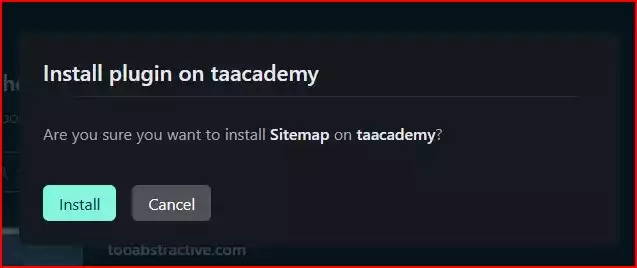 Install plugin on taacademy
Are you sure you want to install Sitemap on taacademy?
Install
Cancel
tooabstractive.com